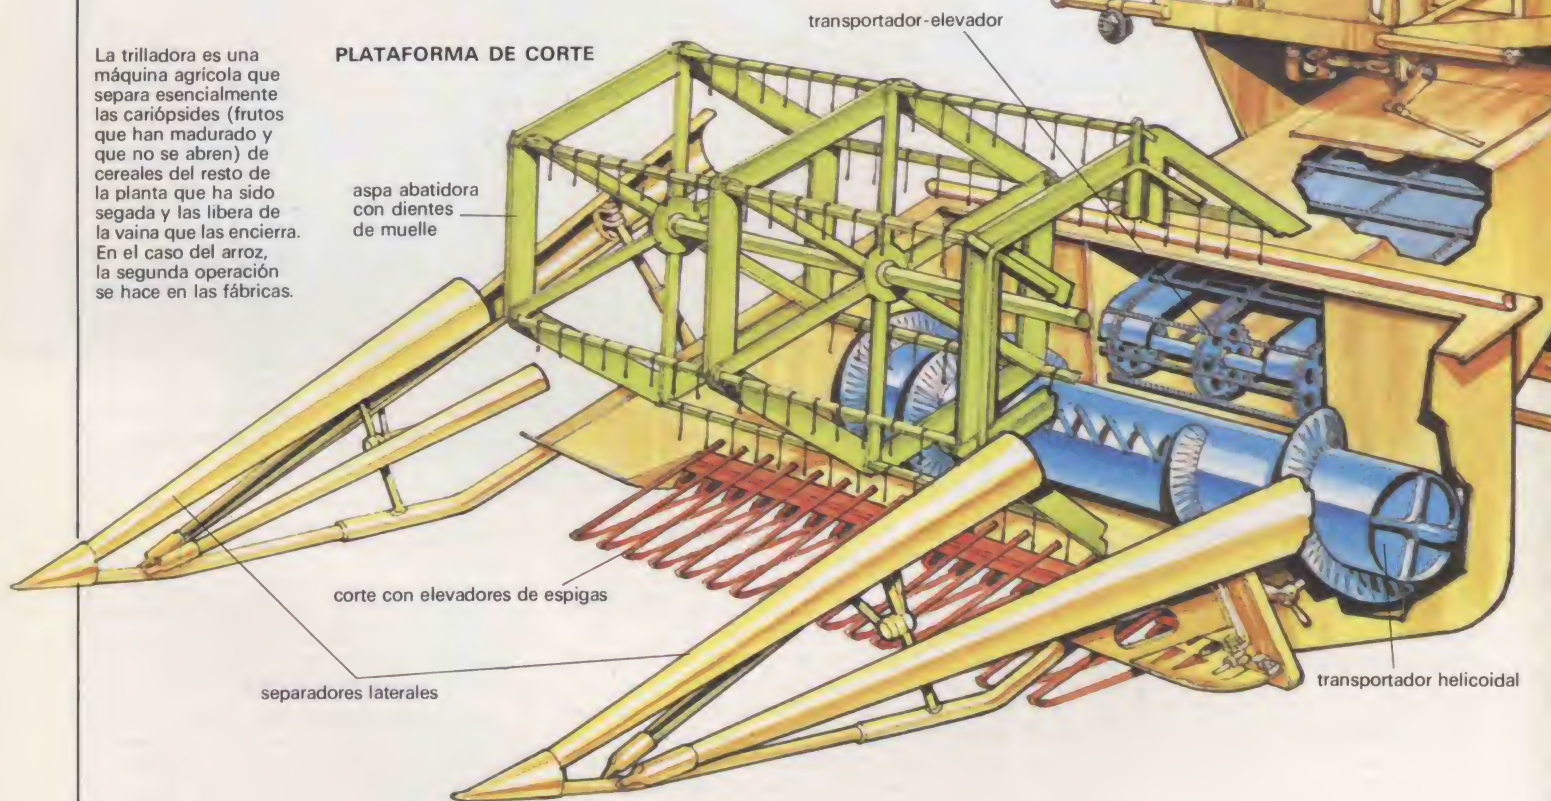 La trilladora es una
máquina agrícola que
separa esencialmente
las cariópsides (frutos
que han madurado y
que no se abren) de
cereales del resto de
la planta que ha sido
segada y las libera de
la vaina que las encierra.
En el caso del arroz,
la segunda operación
se hace en las fábricas.
PLATAFORMA DE CORTE
transportador-elevador
aspa abatidora
con dientes
de muelle
corte con elevadores de espigas
separadores laterales
transportador helicoidal